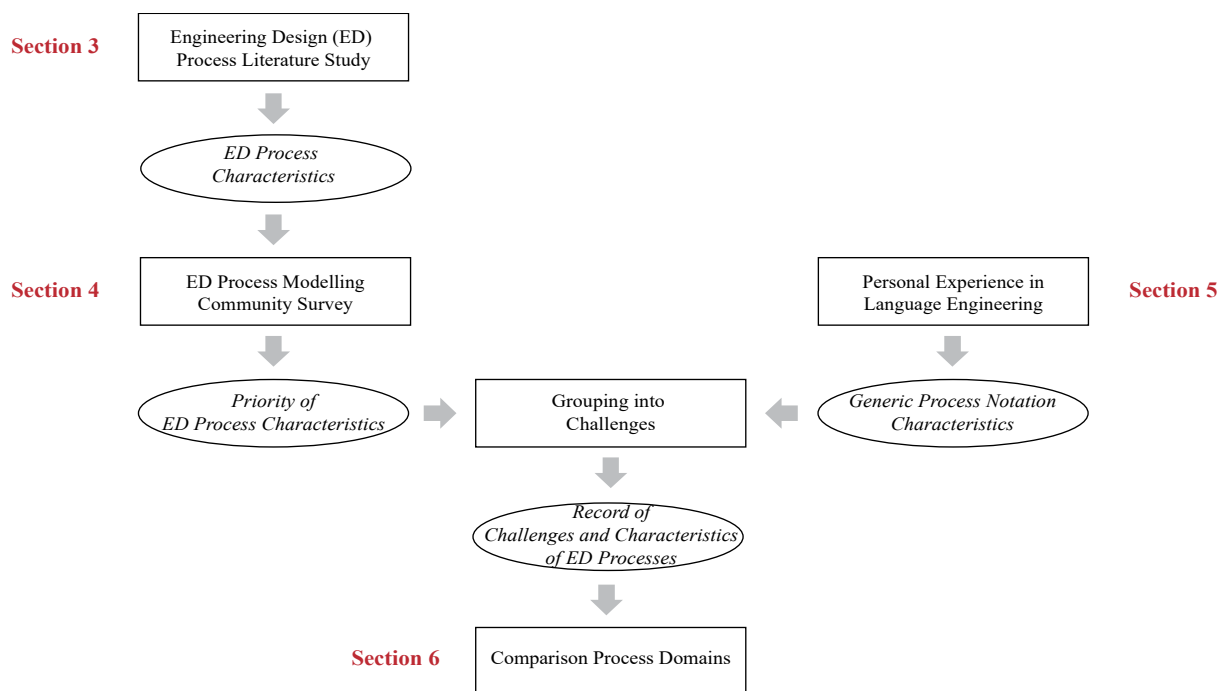 Section 3
Engineering Design (ED)
Process Literature Study
ED Process
Characteristics
Section 4
ED Process Modelling
Community Survey
Personal Experience in
Language Engineering
Section 5
Priority of
ED Process Characteristics
Grouping into
Challenges
Generic Process Notation
Characteristics
Record of
Challenges and Characteristics
of ED Processes
Section 6
Comparison Process Domains